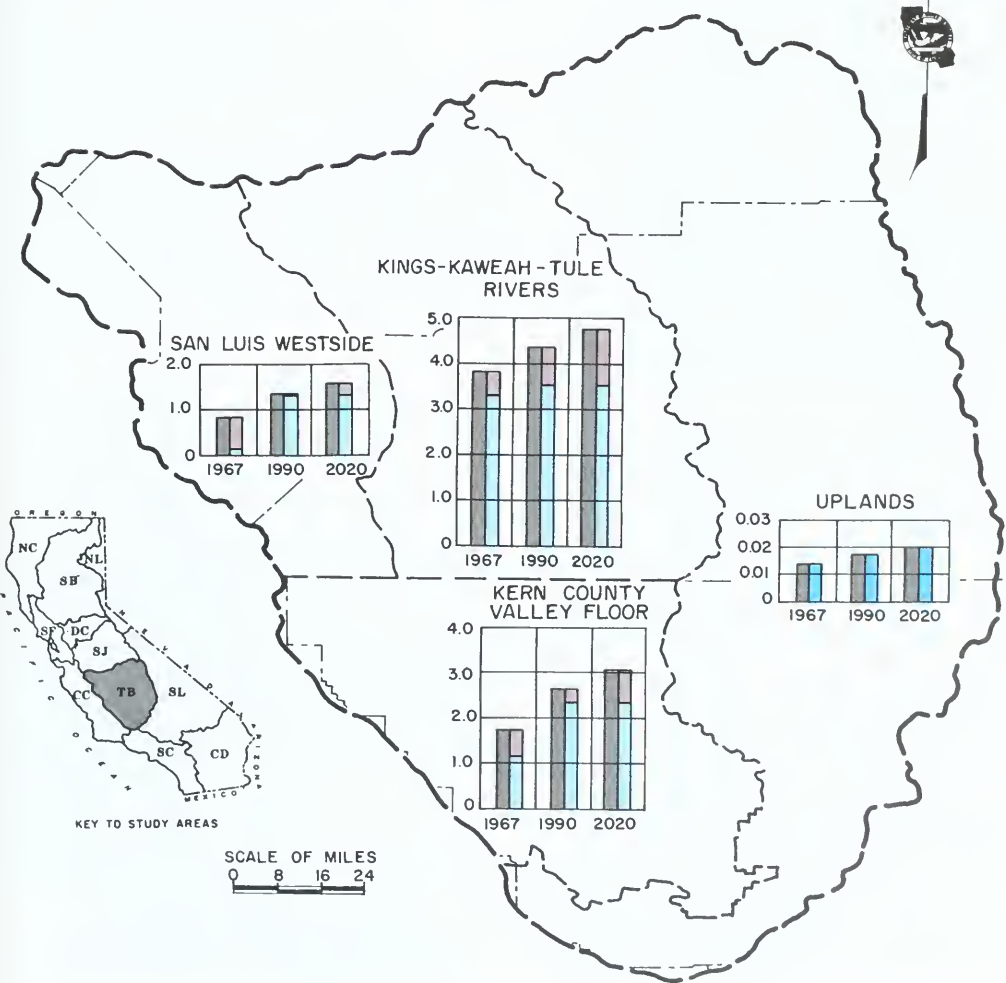 KINGS-KAWEAH-TULE
RIVERS
5.0
4.0
3.0
2.0
1.0
0
1967 1990 2020
SAN LUIS WESTSIDE
2.0
1.0
0
1967 1990 2020
UPLANDS
0.03
0.02
0.01
0
1967 1990 2020
KERN COUNTY
VALLEY FLOOR
4.0
3.0
2.0
1.0
0
1967 1990 2020
OREGON
NC
NL
SB
SF
DC
SJ
CC
TB
SL
SC
CD
NEVADA
ARIZONA
PACIFIC
OCEAN
MEXICO
KEY TO STUDY AREAS
SCALE OF MILES
0 8 16 24